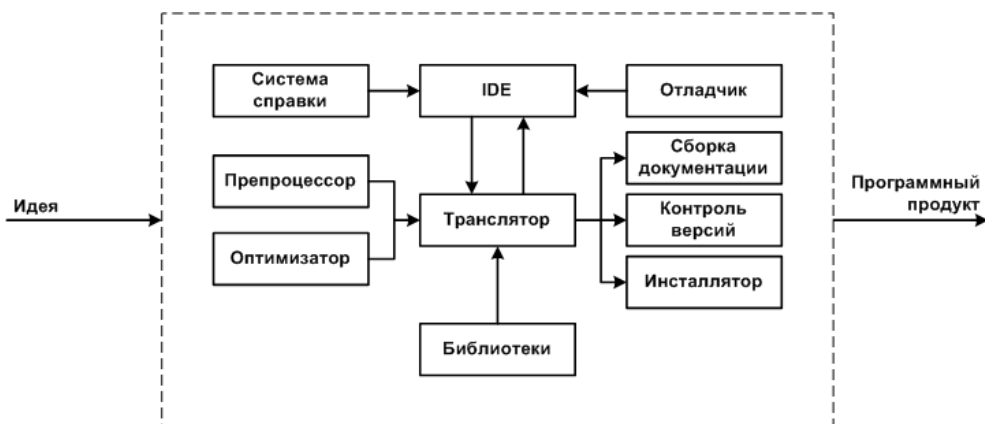 Система
справки
IDE
Отладчик
Сборка
документации
Препроцессор
Идея
Транслятор
Контроль
версий
Программный
продукт
Оптимизатор
Инсталлятор
Библиотеки